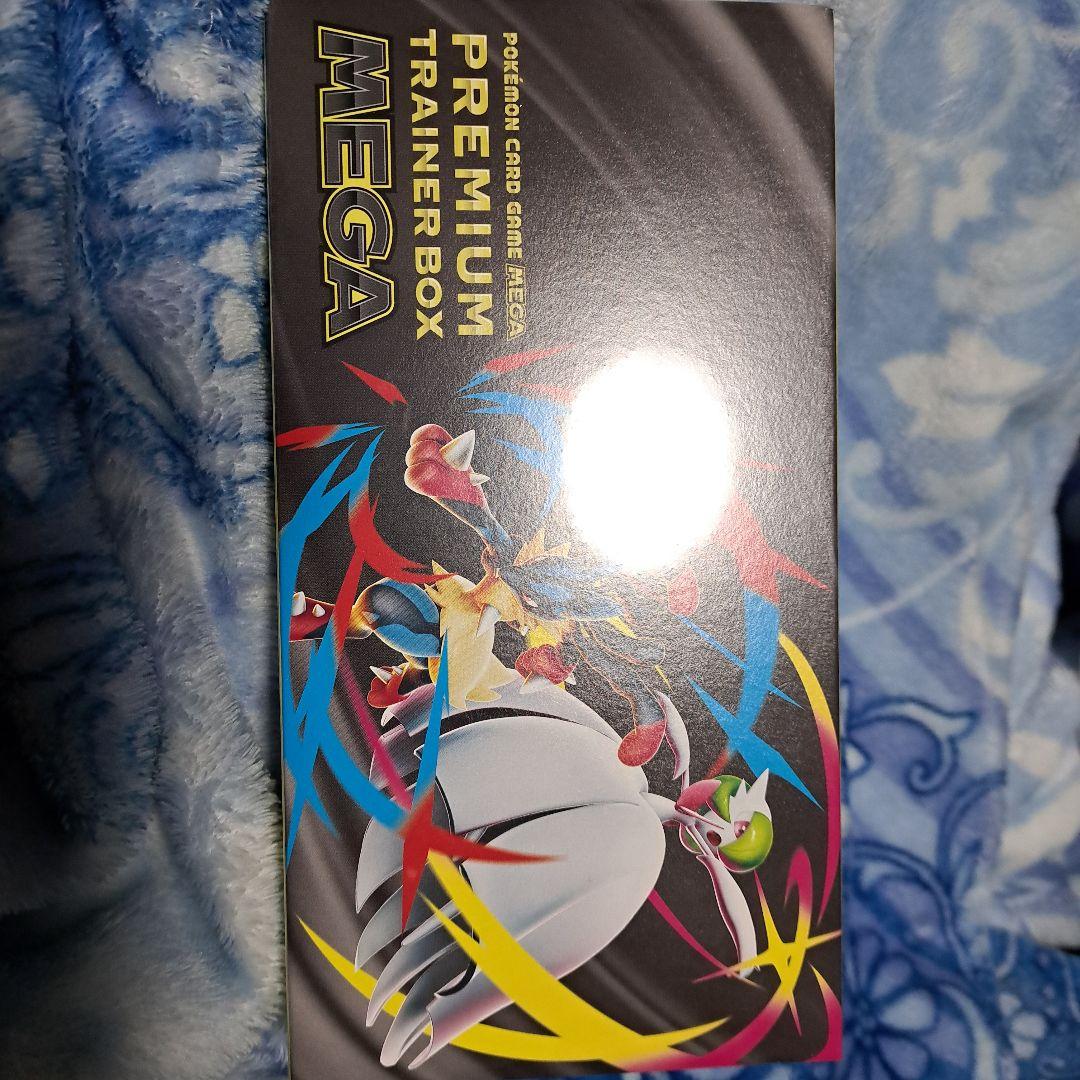 POKÉMON CARD GAME MEGA
PREMIUM
TRAINER BOX
MEGA